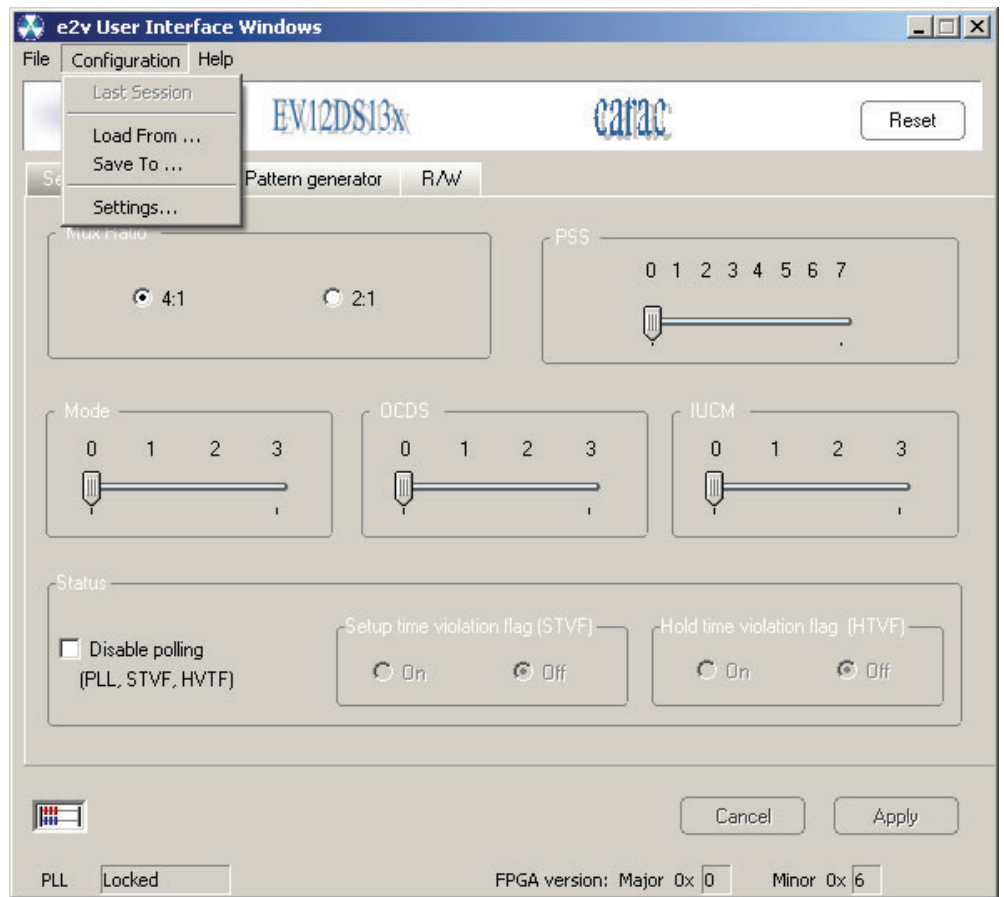 e2v User Interface Windows
File Configuration Help
Last Session
Load From ...
Save To ...
Settings...
EV12DS13x
carac
Reset
Pattern generator R/W
Mux Ratio
4:1 2:1
PSS
0 1 2 3 4 5 6 7
Mode
0 1 2 3
OCDS
0 1 2 3
IUCM
0 1 2 3
Status
Disable polling
(PLL, STVF, HVTF)
Setup time violation flag (STVF)
On Off
Hold time violation flag (HTVF)
On Off
Cancel Apply
PLL Locked FPGA version: Major 0x 0 Minor 0x 6